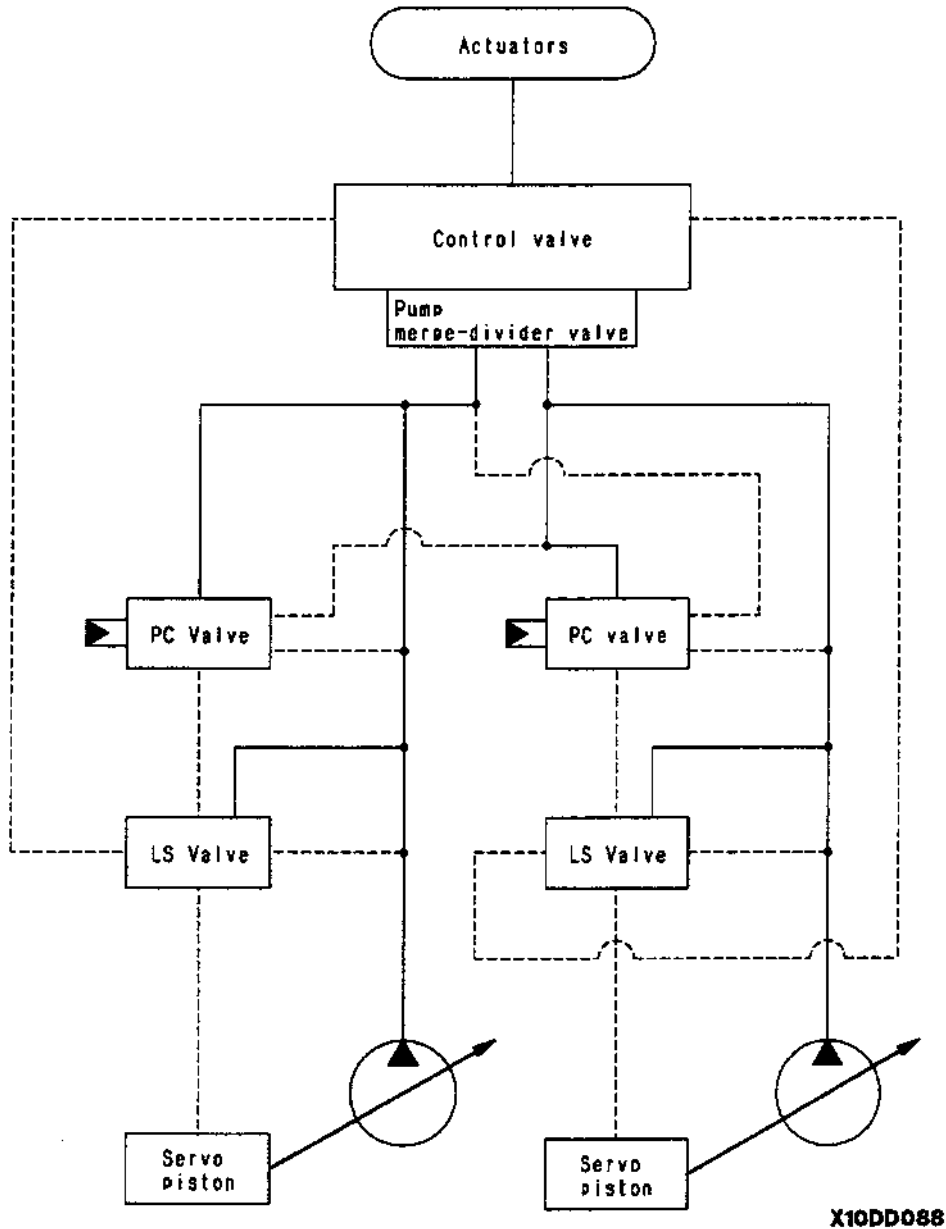 Actuators
Control valve
Pump
merge-divider valve
PC Valve
PC valve
LS Valve
LS Valve
Servo
piston
Servo
piston
X10DD088